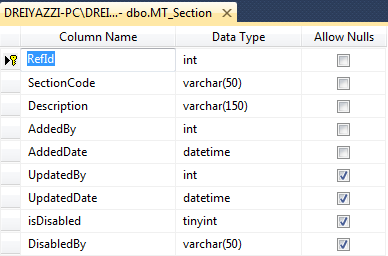 DREIYAZZI-PC\DREI...- dbo.MT_Section
Column Name Data Type Allow Nulls
RefId int
SectionCode varchar(50)
Description varchar(150)
AddedBy int
AddedDate datetime
UpdatedBy int
UpdatedDate datetime
isDisabled tinyint
DisabledBy varchar(50)